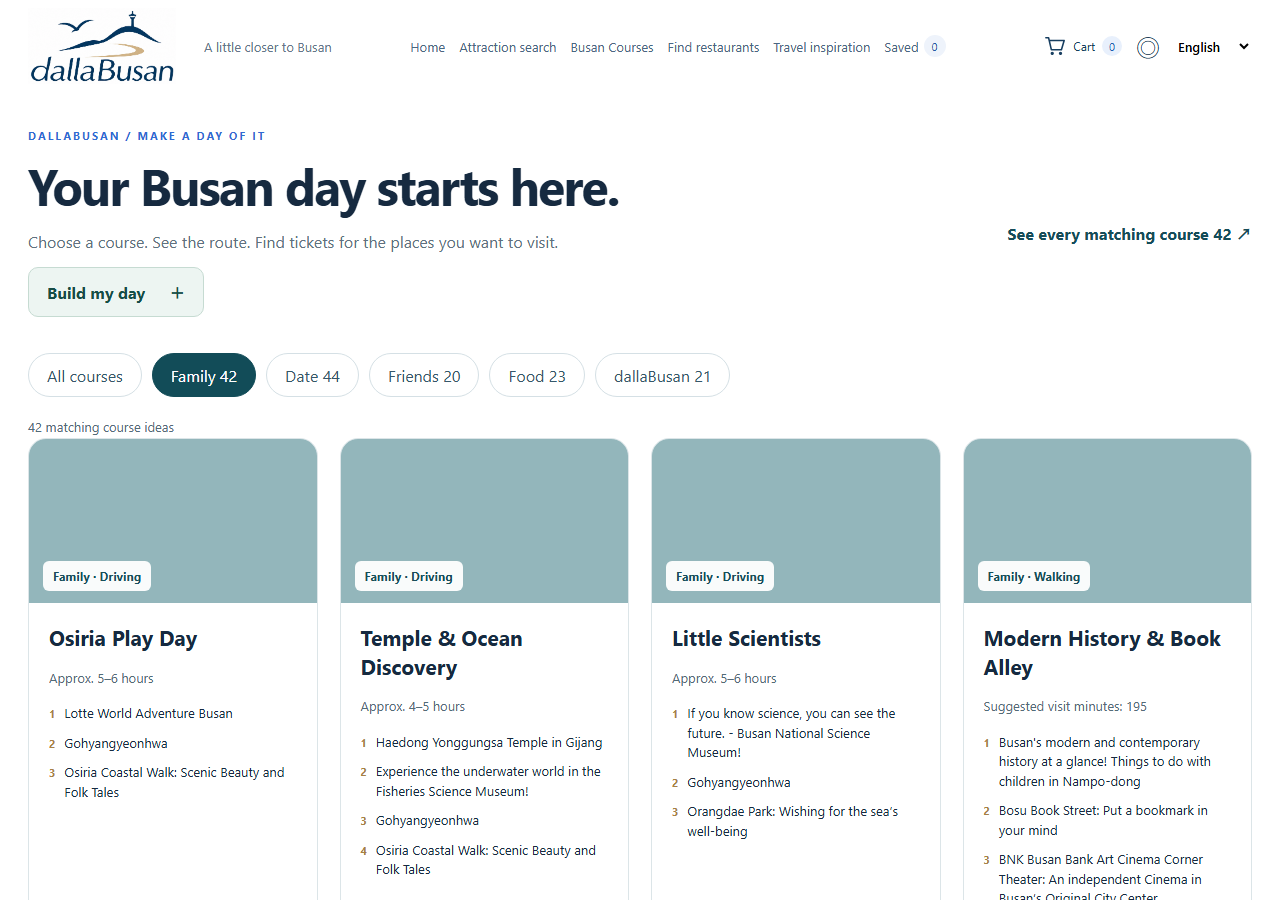 dallaBusan
A little closer to Busan
Home
Attraction search
Busan Courses
Find restaurants
Travel inspiration
Saved 0
Cart 0
English
DALLABUSAN / MAKE A DAY OF IT
Your Busan day starts here.
Choose a course. See the route. Find tickets for the places you want to visit.
See every matching course 42 ↗
Build my day +
All courses
Family 42
Date 44
Friends 20
Food 23
dallaBusan 21
42 matching course ideas
Family · Driving
Osiria Play Day
Approx. 5–6 hours
1 Lotte World Adventure Busan
2 Gohyangyeonhwa
3 Osiria Coastal Walk: Scenic Beauty and
Folk Tales
Family · Driving
Temple & Ocean
Discovery
Approx. 4–5 hours
1 Haedong Yonggungsa Temple in Gijang
2 Experience the underwater world in the
Fisheries Science Museum!
3 Gohyangyeonhwa
4 Osiria Coastal Walk: Scenic Beauty and
Folk Tales
Family · Driving
Little Scientists
Approx. 5–6 hours
1 If you know science, you can see the
future. - Busan National Science
Museum!
2 Gohyangyeonhwa
3 Orangdae Park: Wishing for the sea's
well-being
Family · Walking
Modern History & Book
Alley
Suggested visit minutes: 195
1 Busan's modern and contemporary
history at a glance! Things to do with
children in Nampo-dong
2 Bosu Book Street: Put a bookmark in
your mind
3 BNK Busan Bank Art Cinema Corner
Theater: An independent Cinema in
Busan's Original City Center